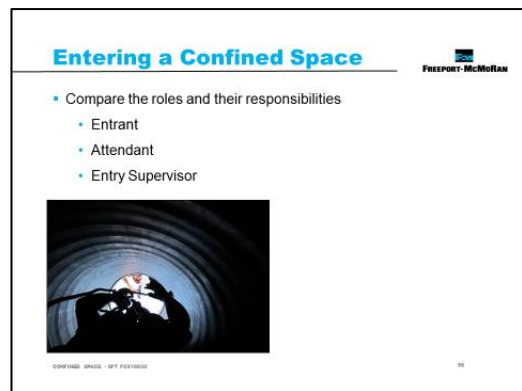 Entering a Confined Space
FREEPORT-McMoRAN
Compare the roles and their responsibilities
Entrant
Attendant
Entry Supervisor